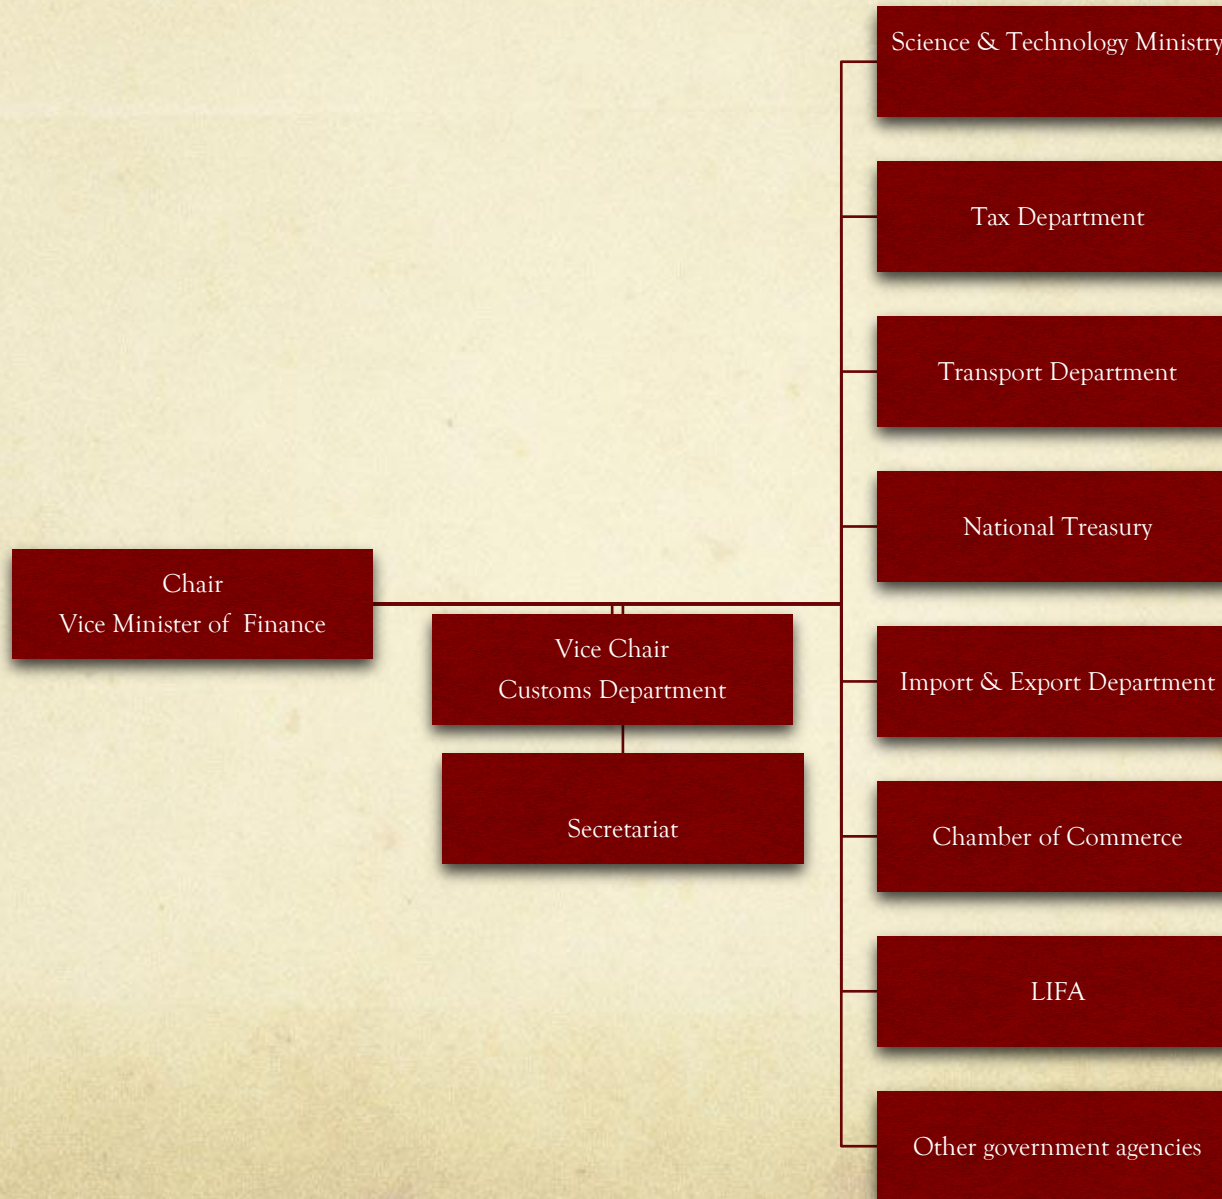 Science & Technology Ministry
Tax Department
Transport Department
National Treasury
Chair
Vice Minister of Finance
Vice Chair
Customs Department
Import & Export Department
Secretariat
Chamber of Commerce
LIFA
Other government agencies